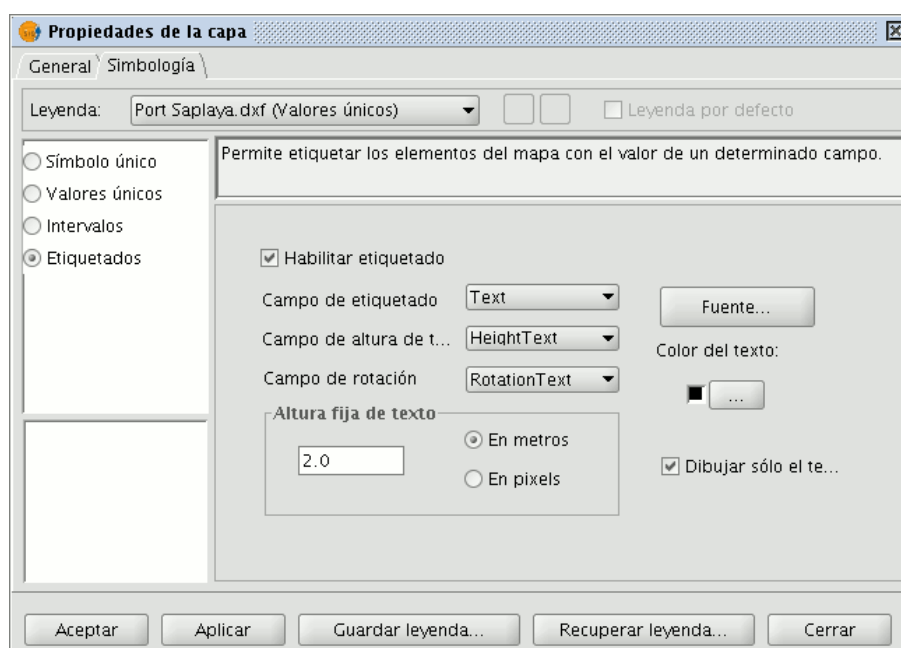 Propiedades de la capa
General Simbología
Leyenda: Port Saplaya.dxf (Valores únicos) Leyenda por defecto
Símbolo único
Valores únicos
Intervalos
Etiquetados
Permite etiquetar los elementos del mapa con el valor de un determinado campo.
Habilitar etiquetado
Campo de etiquetado Text
Campo de altura de t... HeightText
Campo de rotación RotationText
Fuente...
Color del texto:
...
Altura fija de texto
2.0
En metros
En pixels
Dibujar sólo el te...
Aceptar Aplicar Guardar leyenda... Recuperar leyenda... Cerrar